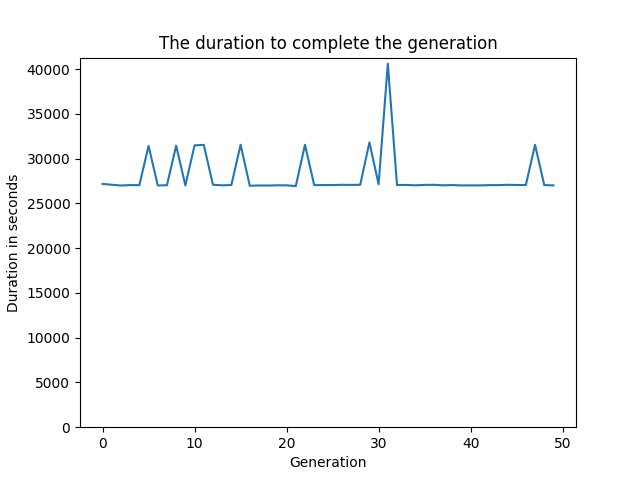 The duration to complete the generation
40000
35000
30000
25000
20000
15000
10000
5000
0
Duration in seconds
0 10 20 30 40 50
Generation